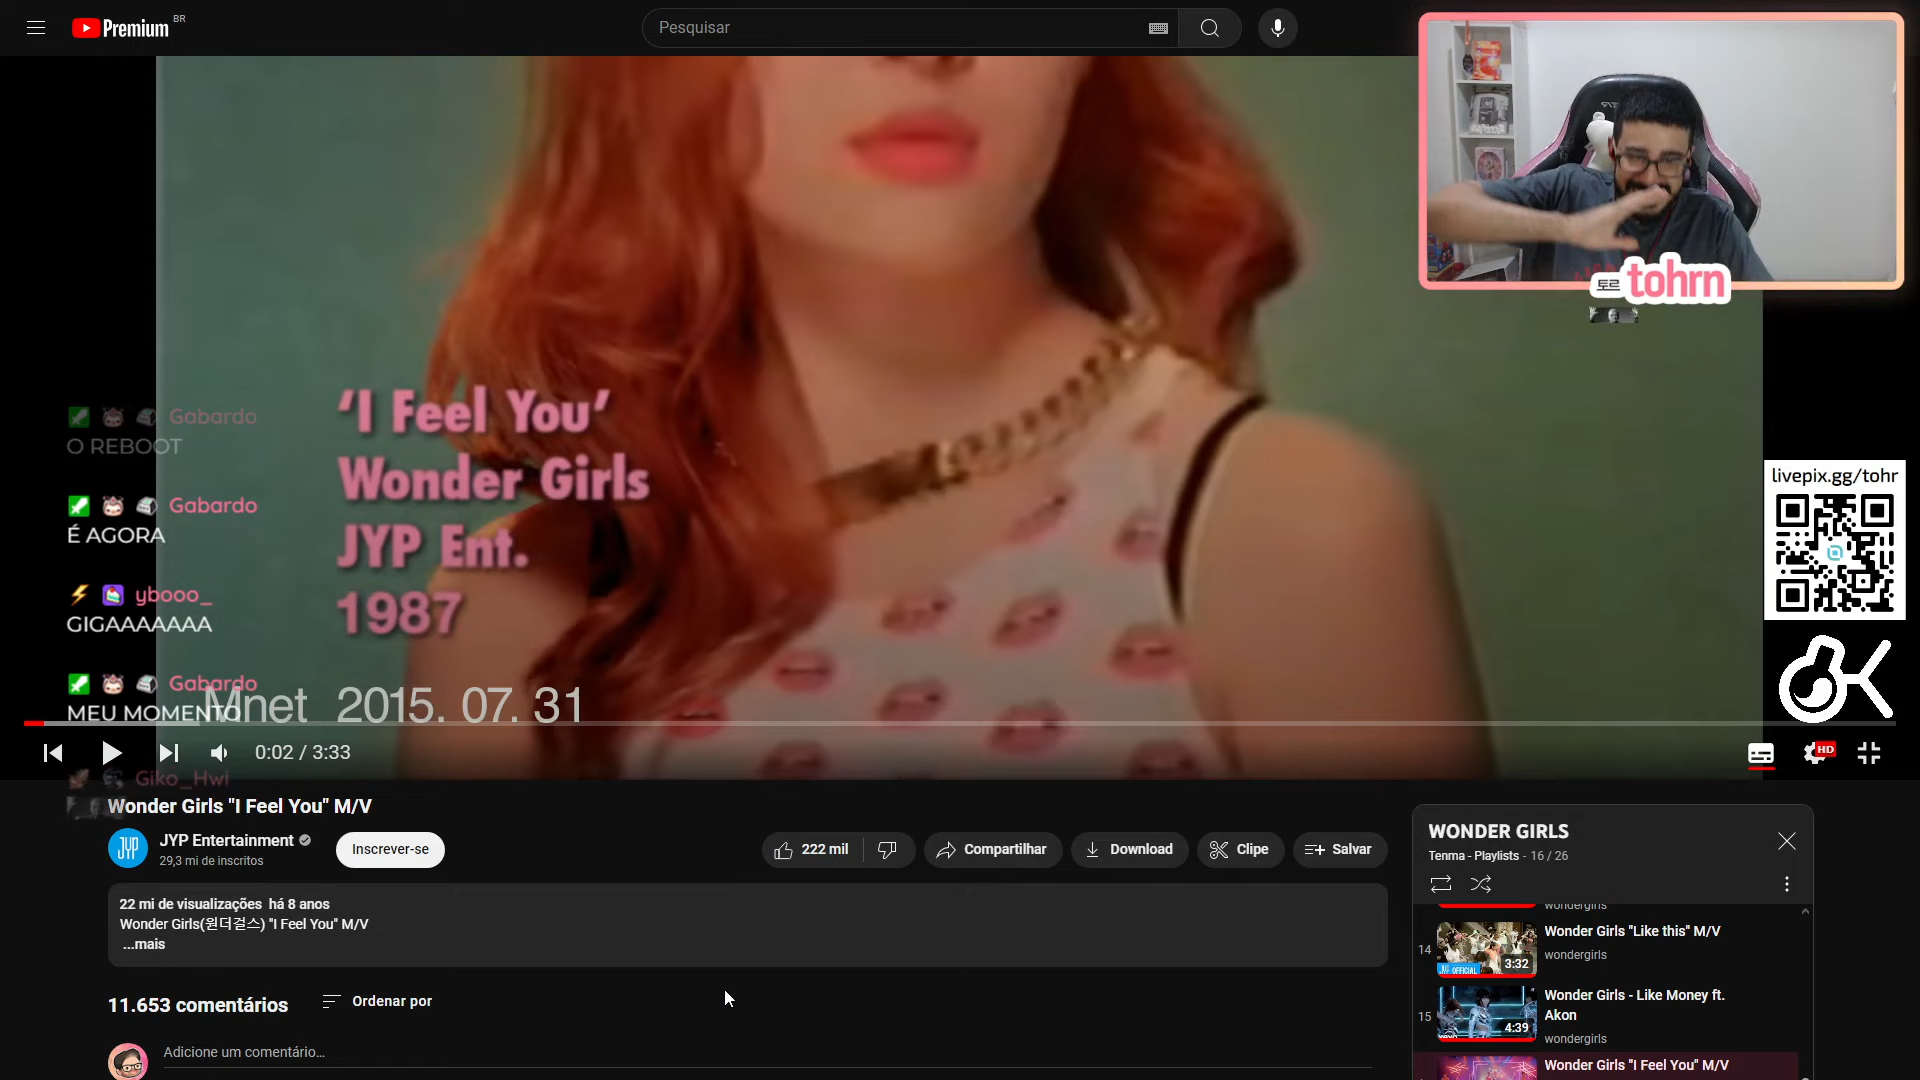 Premium BR
Pesquisar
토르 tohrn
'I Feel You'
Wonder Girls
JYP Ent.
1987
Mnet 2015. 07. 31
Gabardo
O REBOOT
Gabardo
É AGORA
ybooo_
GIGAAAAAAA
Gabardo
MEU MOMENTO
Giko_Hwi
livepix.gg/tohr
0:02 / 3:33
HD
Wonder Girls "I Feel You" M/V
JYP
JYP Entertainment
29,3 mi de inscritos
Inscrever-se
222 mil
Compartilhar
Download
Clipe
Salvar
22 mi de visualizações há 8 anos
Wonder Girls(원더걸스) "I Feel You" M/V
...mais
11.653 comentários
Ordenar por
Adicione um comentário...
WONDER GIRLS
Tenma - Playlists - 16 / 26
wondergirls
14
OFFICIAL
3:32
Wonder Girls "Like this" M/V
wondergirls
15
4:39
Wonder Girls - Like Money ft.
Akon
wondergirls
Wonder Girls "I Feel You" M/V